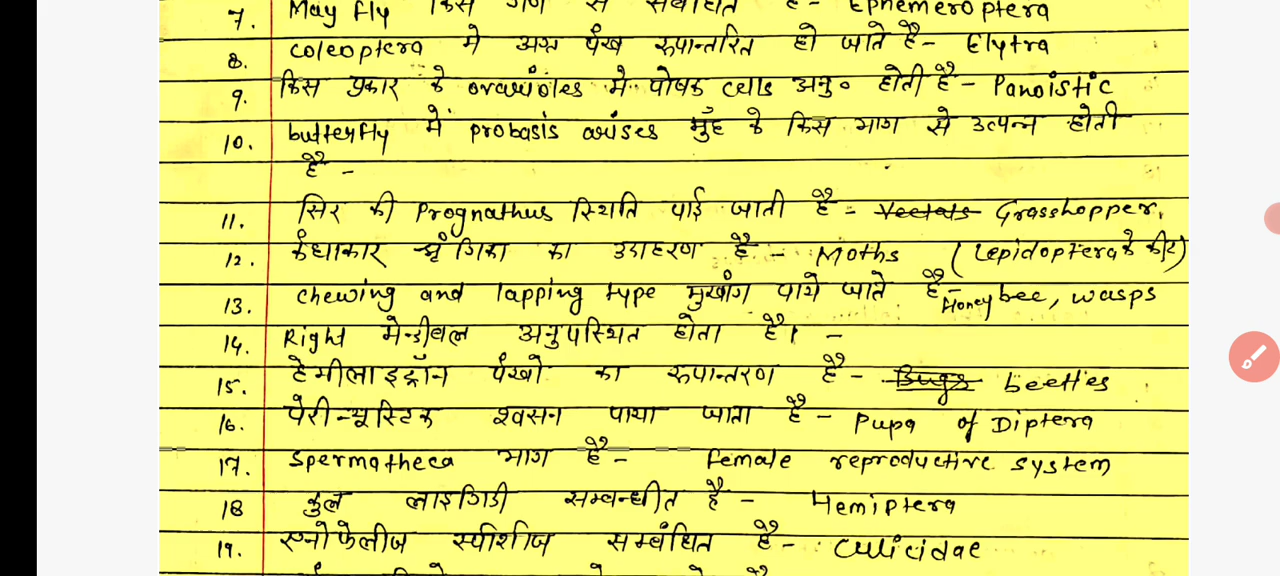 7. May fly किस गण से संबंधित है - Ephemeroptera
8. coleoptera मे अग्र पंख रुपान्तरित हो जाते है - Elytra
9. किस प्रकार के ovarioles मे पोषक cells अनु० होती है - Panoistic
10. butterfly में probasis arises मुँह के किस भाग से उत्पन्न होती
है -
11. सिर की Prognathus स्थिति पाई जाती है - Grasshopper,
12. कंघाकार श्रृंगिका का उदाहरण है - Moths (Lepidoptera के कीट)
13. chewing and lapping type मुखांग पाये जाते है - Honey bee, wasps
14. Right मेन्डीबल अनुपस्थित होता है। -
15. हेमीलाइट्रॉन पंखो का रुपान्तरण है - Bugs beetles
16. पेरीन्यूस्टिक श्वसन पाया जाता है - Pupa of Diptera
17. Spermatheca भाग है - Female reproductive system
18 कुल लाइगिडी सम्बन्धीत है - Hemiptera
19. एनोफेलीज स्पीशीज सम्बंधित है - Culicidae